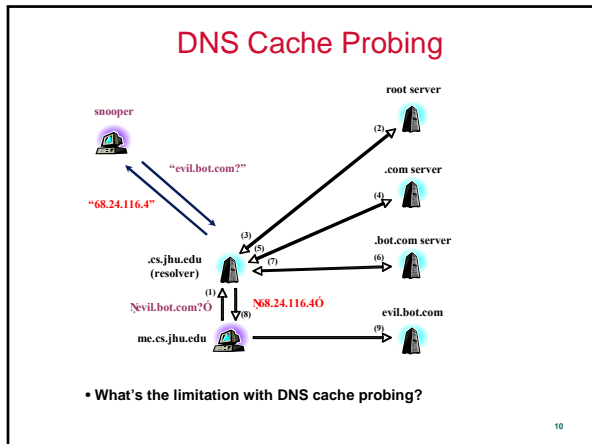 DNS Cache Probing
root server
snooper
(2)
“evil.bot.com?”
.com server
“68.24.116.4”
(4)
(3)
(5)
.bot.com server
.cs.jhu.edu
(resolver)
(7)
(6)
(1)
Ņevil.bot.com?Ó
Ņ68.24.116.4Ó
(8)
evil.bot.com
me.cs.jhu.edu
(9)
• What’s the limitation with DNS cache probing?
10